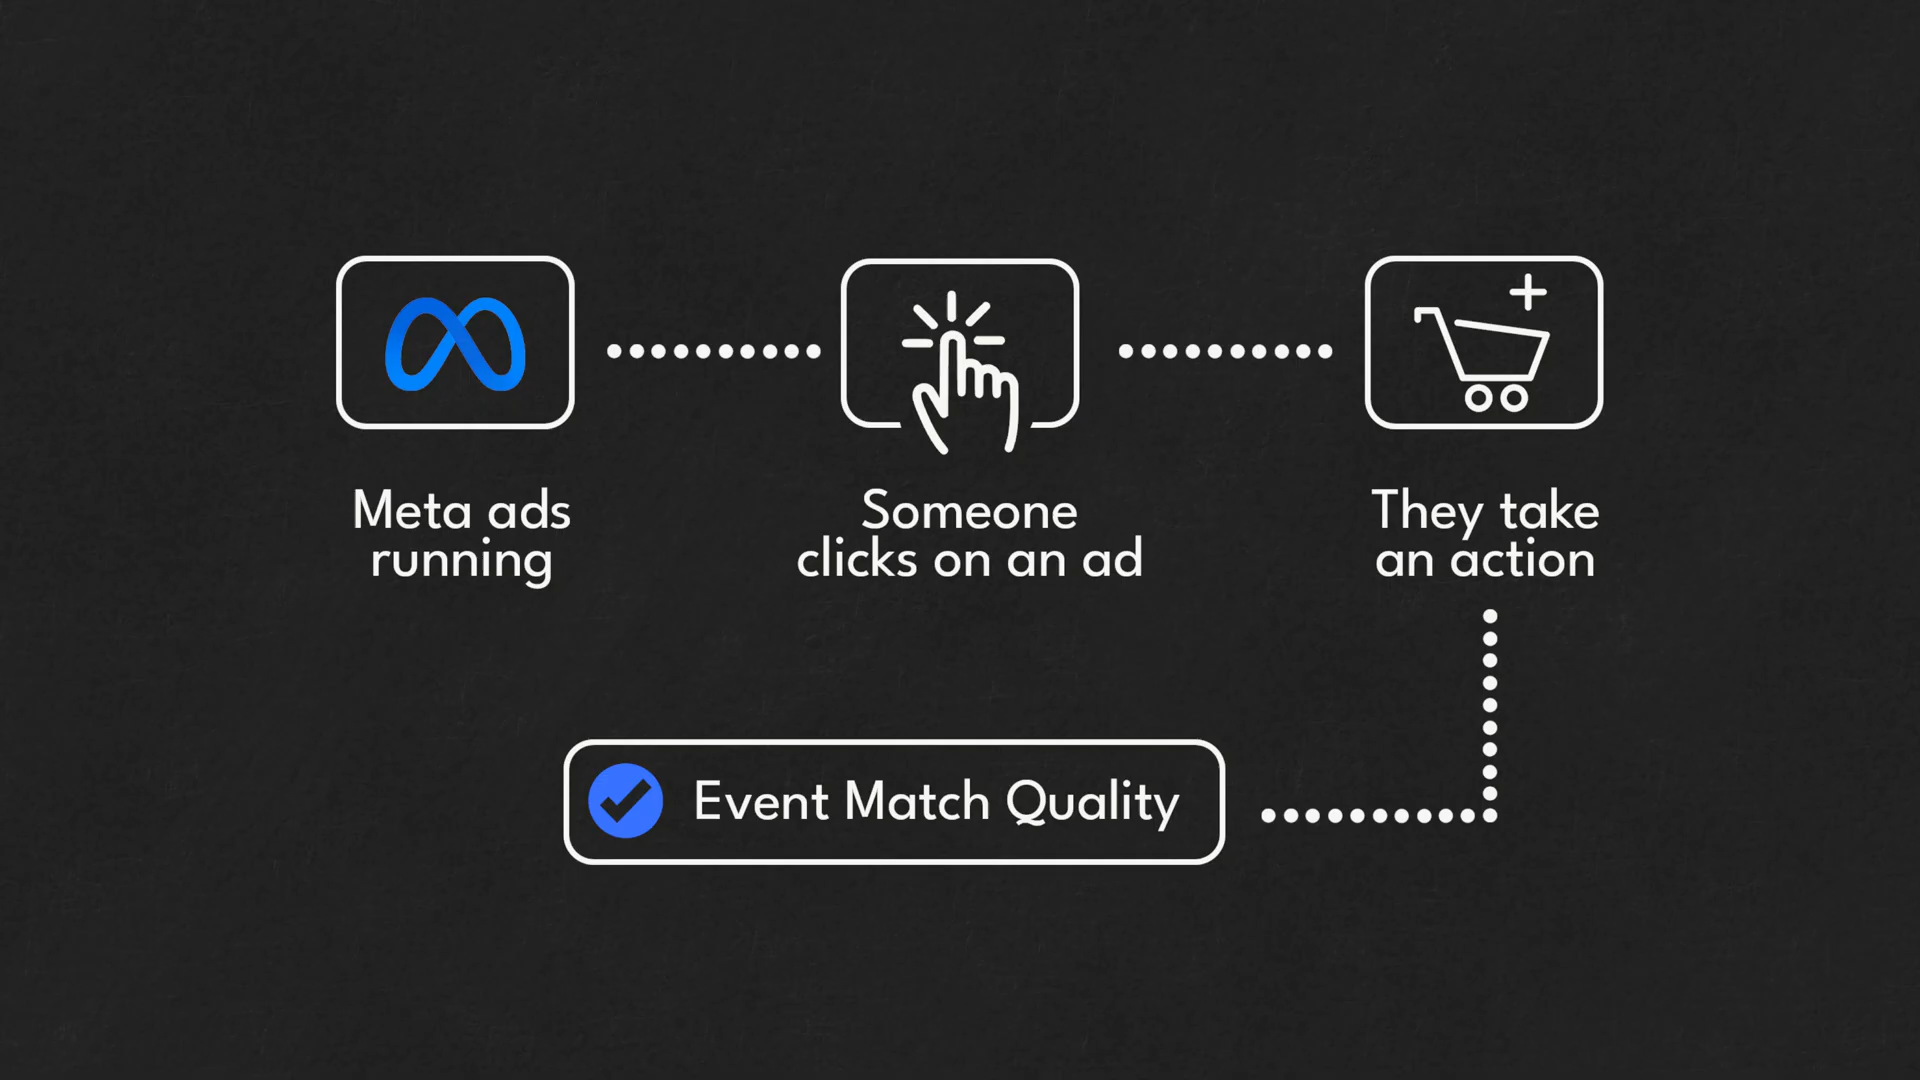 Meta ads
running
Someone
clicks on an ad
They take
an action
Event Match Quality